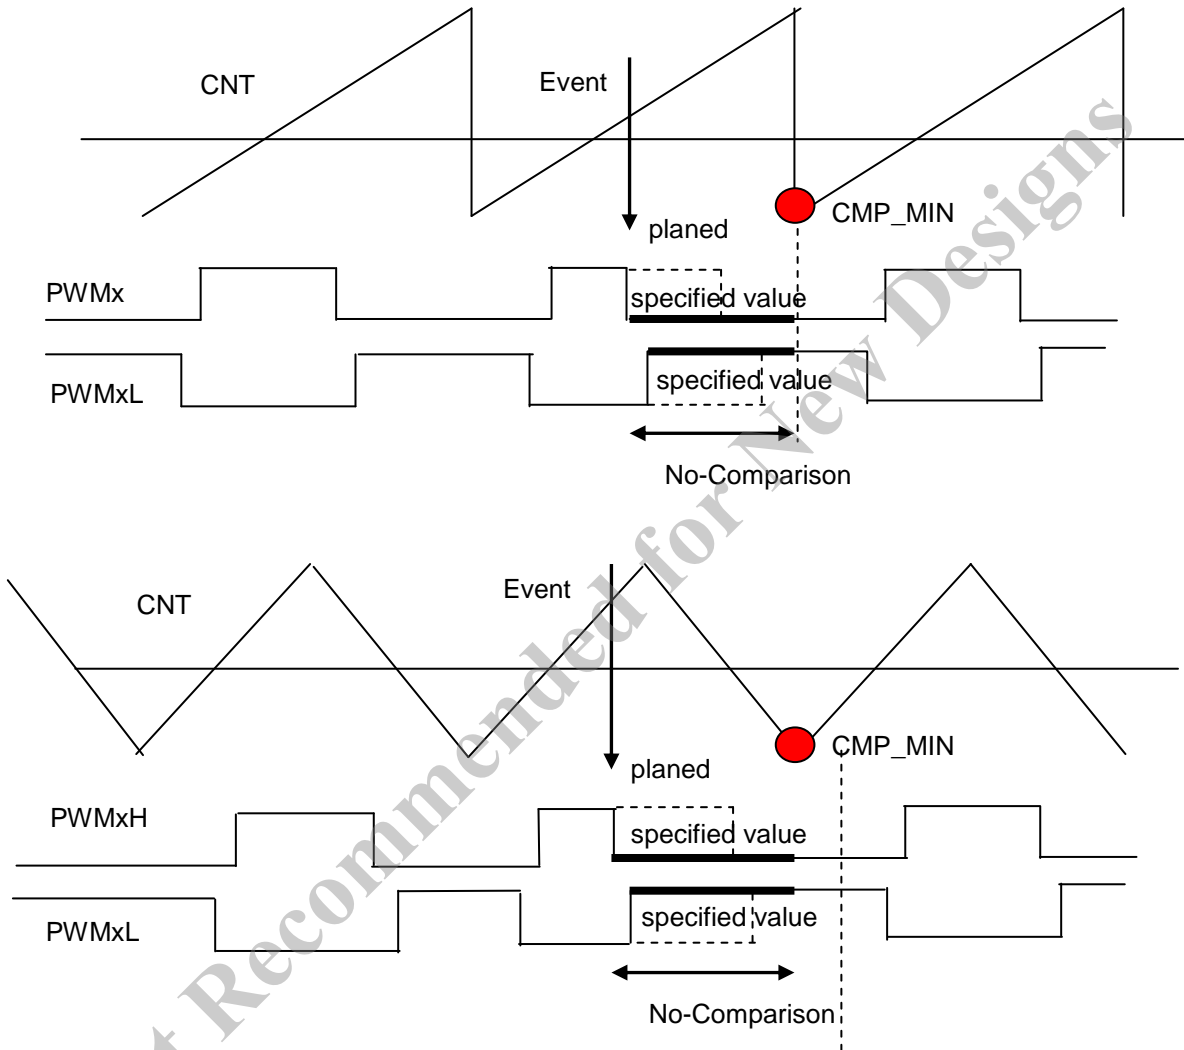 CNT
Event
CMP_MIN
planed
PWMx
specified value
PWMxL
specified value
No-Comparison
CNT
Event
CMP_MIN
planed
PWMxH
specified value
PWMxL
specified value
No-Comparison
t Recommended for New Designs